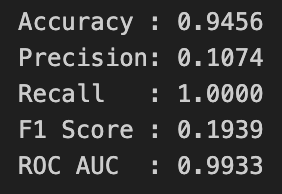 Accuracy : 0.9456
Precision: 0.1074
Recall   : 1.0000
F1 Score : 0.1939
ROC AUC  : 0.9933